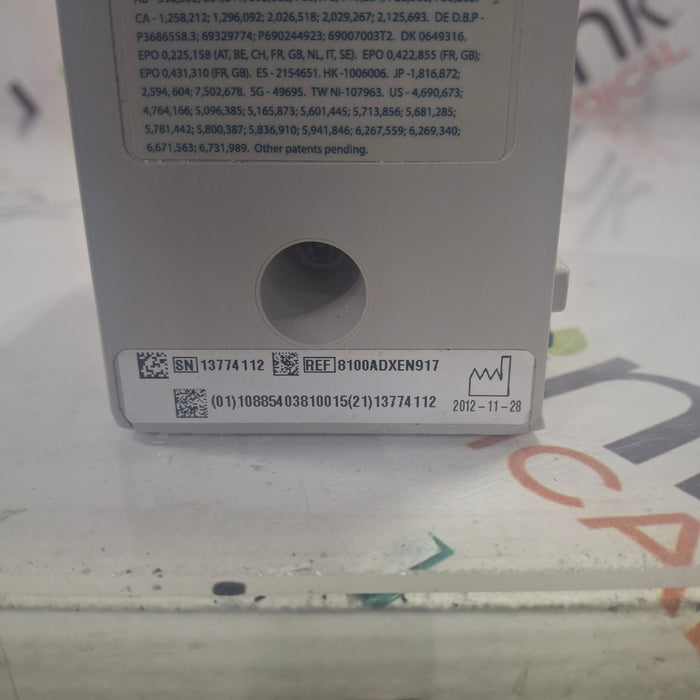 CA - 1,258,212; 1,296,092; 2,026,518; 2,029,267; 2,125,693. DE D.B.P -
P3686558.3; 69329774; P690244923; 69007003T2. DK 0649316.
EPO 0,225,158 (AT, BE, CH, FR, GB, NL, IT, SE). EPO 0,422,855 (FR, GB);
EPO 0,431,310 (FR, GB). ES - 2154651. HK -1006006. JP -1,816,872;
2,594,604; 7,502,678. SG - 49695. TW NI-107963. US - 4,690,673;
4,764,166; 5,096,385; 5,165,873; 5,601,445; 5,713,856; 5,681,285;
5,781,442; 5,800,387; 5,836,910; 5,941,846; 6,267,559; 6,269,340;
6,671,563; 6,731,989. Other patents pending.
SN 13774112 REF 8100ADXEN917
(01)10885403810015(21)13774112 2012-11-28